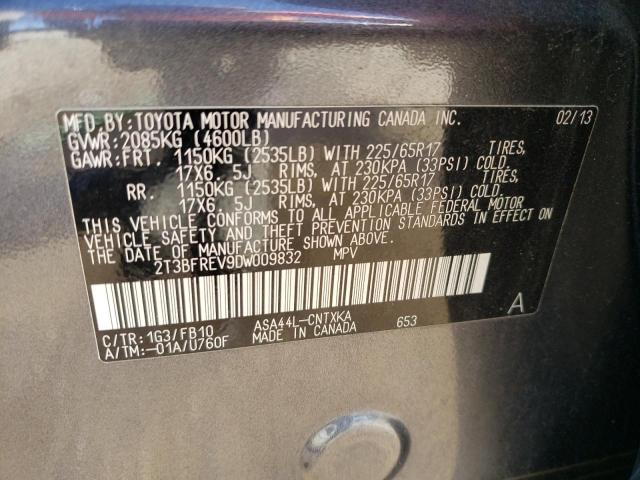 MFD.BY:TOYOTA MOTOR MANUFACTURING CANADA INC. 02/13
GVWR:2085KG (4600LB)
GAWR:FRT. 1150KG (2535LB) WITH 225/65R17 TIRES,
17X6. 5J RIMS, AT 230KPA (33PSI) COLD.
RR. 1150KG (2535LB) WITH 225/65R17 TIRES,
17X6. 5J RIMS, AT 230KPA (33PSI) COLD.
THIS VEHICLE CONFORMS TO ALL APPLICABLE FEDERAL MOTOR
VEHICLE SAFETY AND THEFT PREVENTION STANDARDS IN EFFECT ON
THE DATE OF MANUFACTURE SHOWN ABOVE.
2T3BFREV9DW009832 MPV
A
C/TR:1G3/FB10 ASA44L-CNTXKA 653
A/TM:-01A/U760F MADE IN CANADA